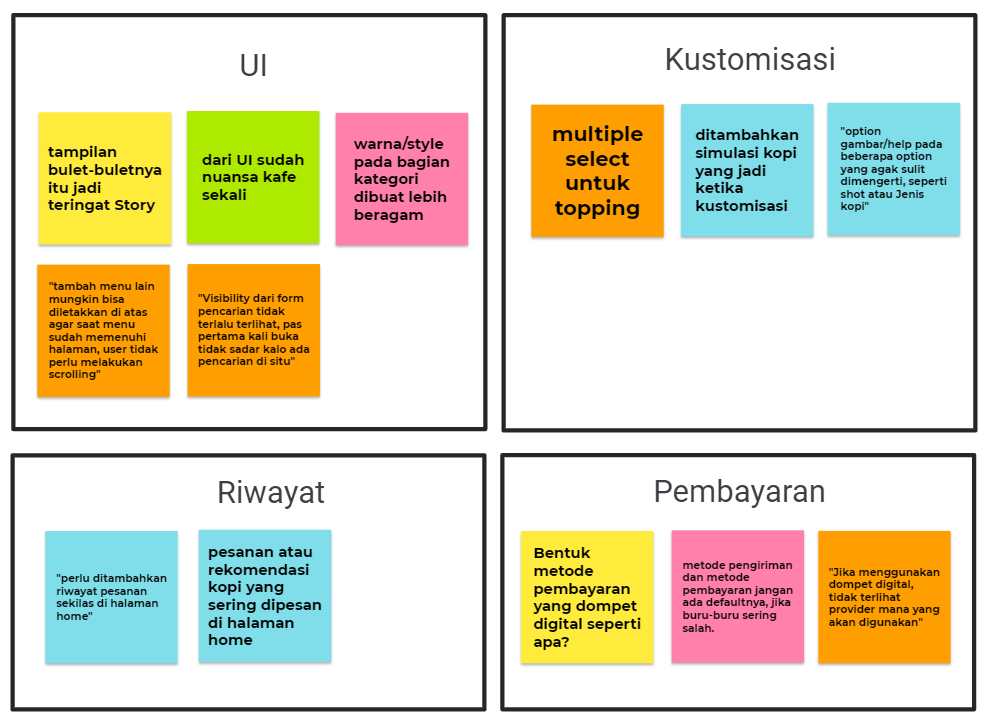 UI
tampilan
bulet-buletnya
itu jadi
teringat Story
dari UI sudah
nuansa kafe
sekali
warna/style
pada bagian
kategori
dibuat lebih
beragam
"tambah menu lain
mungkin bisa
diletakkan di atas
agar saat menu
sudah memenuhi
halaman, user tidak
perlu melakukan
scrolling"
"Visibility dari form
pencarian tidak
terlalu terlihat, pas
pertama kali buka
tidak sadar kalo ada
pencarian di situ"
Kustomisasi
multiple
select
untuk
topping
ditambahkan
simulasi kopi
yang jadi
ketika
kustomisasi
"option
gambar/help pada
beberapa option
yang agak sulit
dimengerti, seperti
shot atau Jenis
kopi"
Riwayat
"perlu ditambahkan
riwayat pesanan
sekilas di halaman
home"
pesanan atau
rekomendasi
kopi yang
sering dipesan
di halaman
home
Pembayaran
Bentuk
metode
pembayaran
yang dompet
digital seperti
apa?
metode pengiriman
dan metode
pembayaran jangan
ada defaultnya, jika
buru-buru sering
salah.
"Jika menggunakan
dompet digital,
tidak terlihat
provider mana yang
akan digunakan"